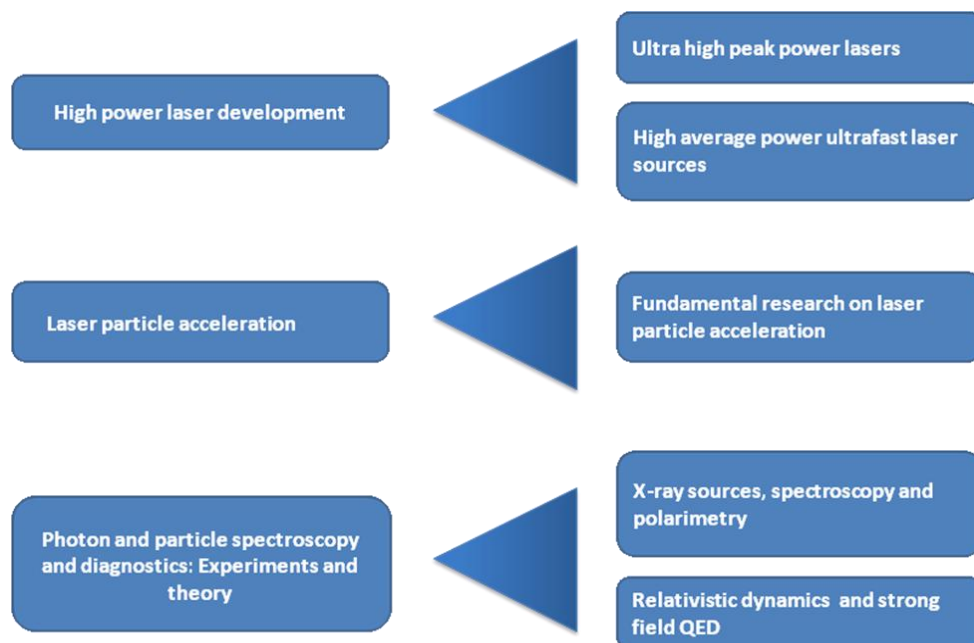 Ultra high peak power lasers
High power laser development
High average power ultrafast laser
sources
Laser particle acceleration
Fundamental research on laser
particle acceleration
X-ray sources, spectroscopy and
polarimetry
Photon and particle spectroscopy
and diagnostics: Experiments and
theory
Relativistic dynamics and strong
field QED